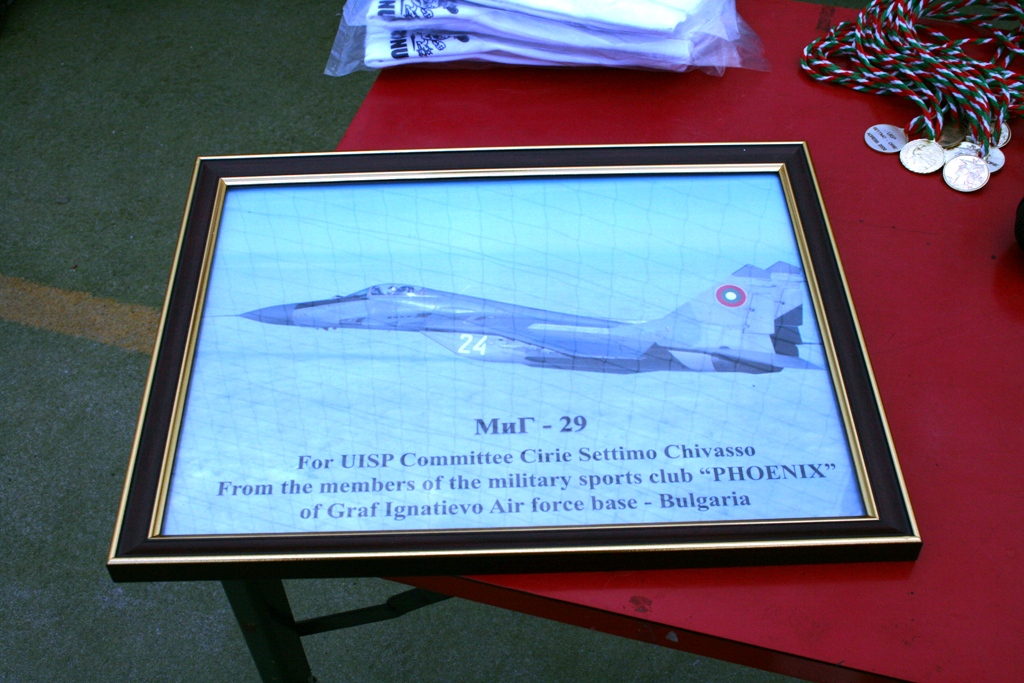 24
МиГ - 29
For UISP Committee Cirie Settimo Chivasso
From the members of the military sports club “PHOENIX”
of Graf Ignatievo Air force base - Bulgaria